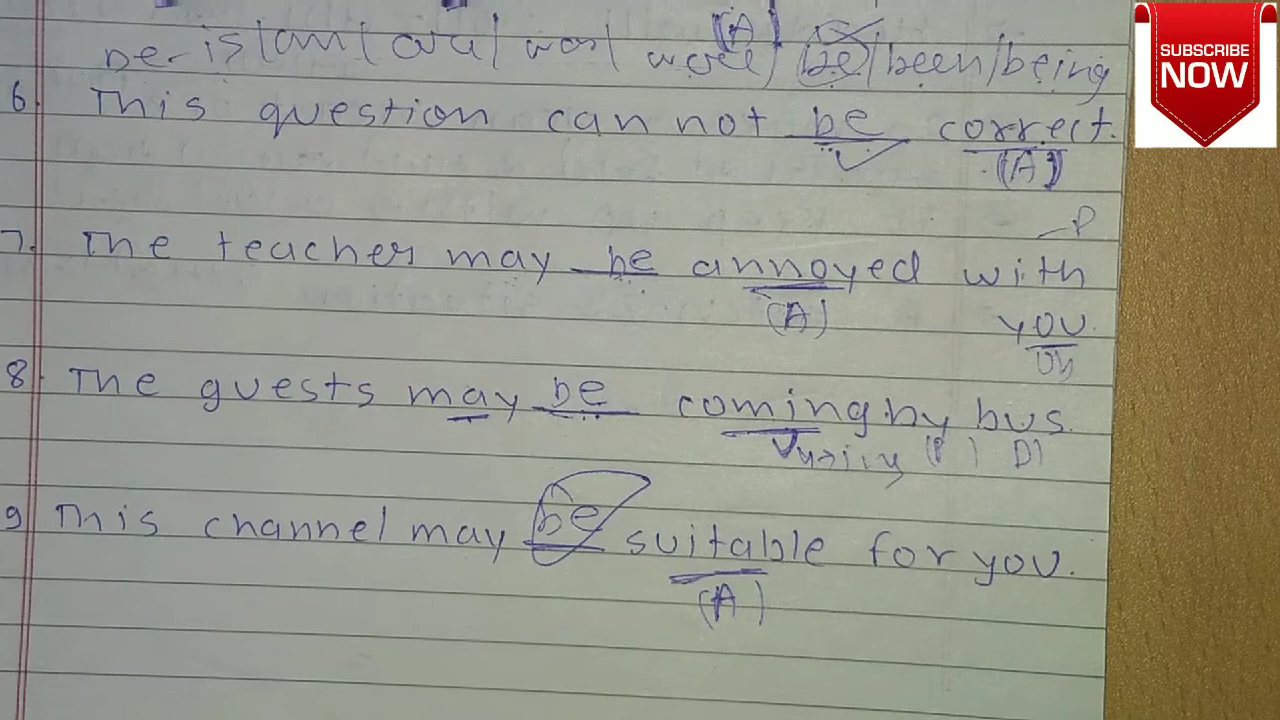 (A)
be - is/am/are/was/were/be/been/being
6. This question can not be correct.
(A)
P
7. The teacher may be annoyed with
(A)
you.
8. The guests may be coming by bus.
(P)
9 This channel may be suitable for you.
(A)
SUBSCRIBE
NOW